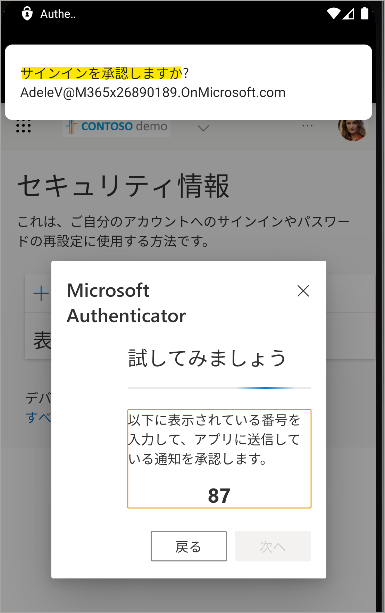 Authe..
サインインを承認しますか?
AdeleV@M365x26890189.OnMicrosoft.com
CONTOSO demo
...
セキュリティ情報
これは、ご自分のアカウントへのサインインやパスワー
ドの再設定に使用する方法です。
Microsoft
Authenticator
表
試してみましょう
デバ
すべ
以下に表示されている番号を
入力して、アプリに送信して
いる通知を承認します。
87
戻る
次へ